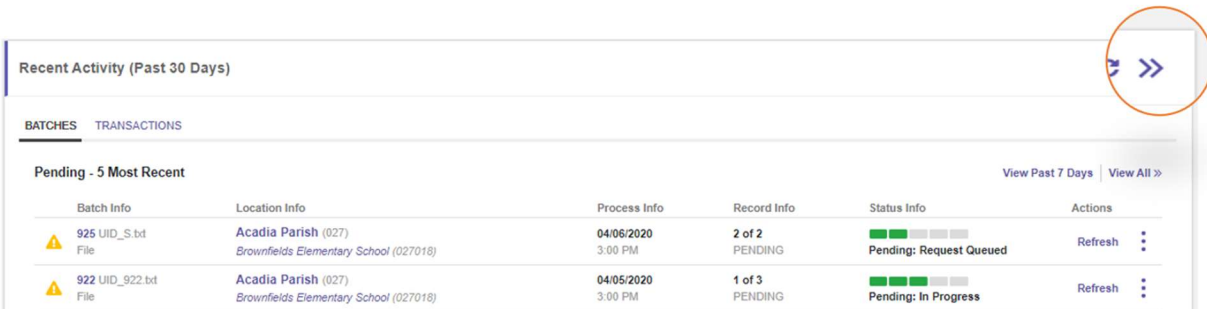 Recent Activity (Past 30 Days)
BATCHES TRANSACTIONS
Pending - 5 Most Recent View Past 7 Days View All »
Batch Info Location Info Process Info Record Info Status Info Actions
925 UID_S.txt Acadia Parish (027) 04/06/2020 2 of 2 Refresh
File Brownfields Elementary School (027018) 3:00 PM PENDING Pending: Request Queued
922 UID_922.txt Acadia Parish (027) 04/05/2020 1 of 3 Refresh
File Brownfields Elementary School (027018) 3:00 PM PENDING Pending: In Progress